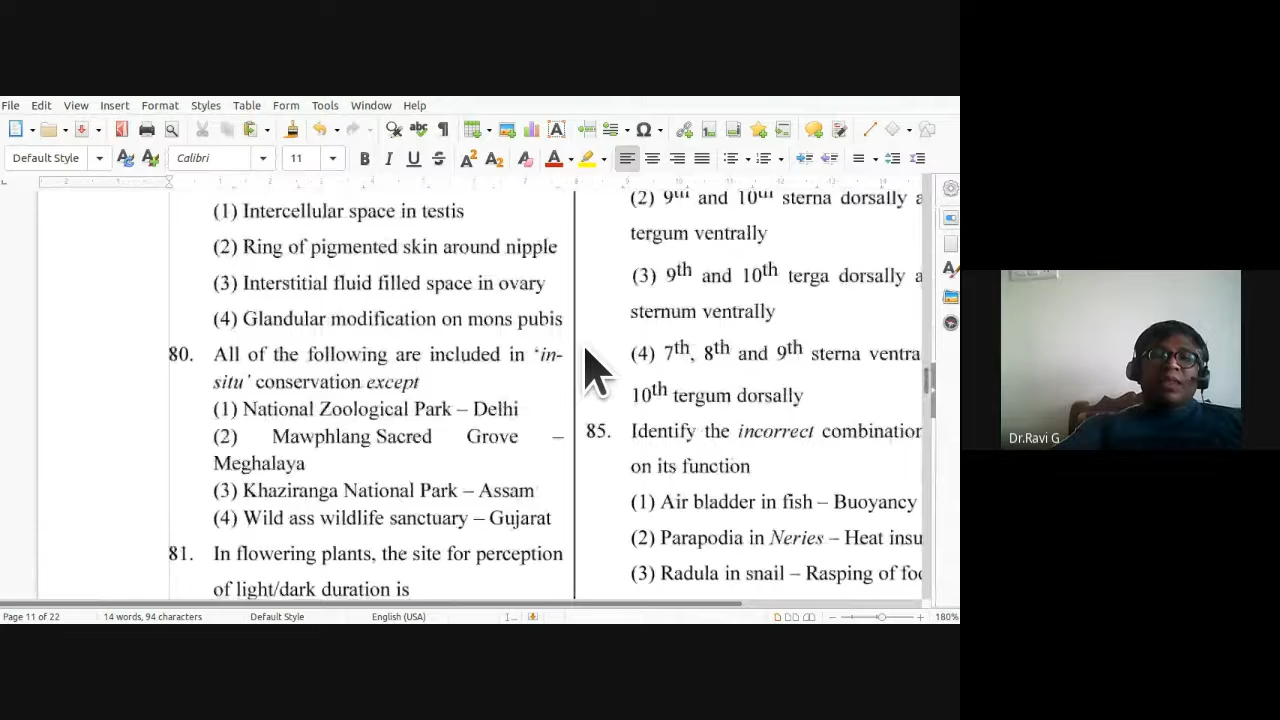 File Edit View Insert Format Styles Table Form Tools Window Help
Default Style Calibri 11
(1) Intercellular space in testis
(2) Ring of pigmented skin around nipple
(3) Interstitial fluid filled space in ovary
(4) Glandular modification on mons pubis
80. All of the following are included in ‘in-
situ’ conservation except
(1) National Zoological Park – Delhi
(2) Mawphlang Sacred Grove –
Meghalaya
(3) Khaziranga National Park – Assam
(4) Wild ass wildlife sanctuary – Gujarat
81. In flowering plants, the site for perception
of light/dark duration is
(2) 9th and 10th sterna dorsally
tergum ventrally
(3) 9th and 10th terga dorsally
sternum ventrally
(4) 7th, 8th and 9th sterna
10th tergum dorsally
85. Identify the incorrect combination
on its function
(1) Air bladder in fish – Buoyancy
(2) Parapodia in Neries – Heat
(3) Radula in snail – Rasping of
Page 11 of 22 14 words, 94 characters Default Style English (USA) 180%
Dr.Ravi G